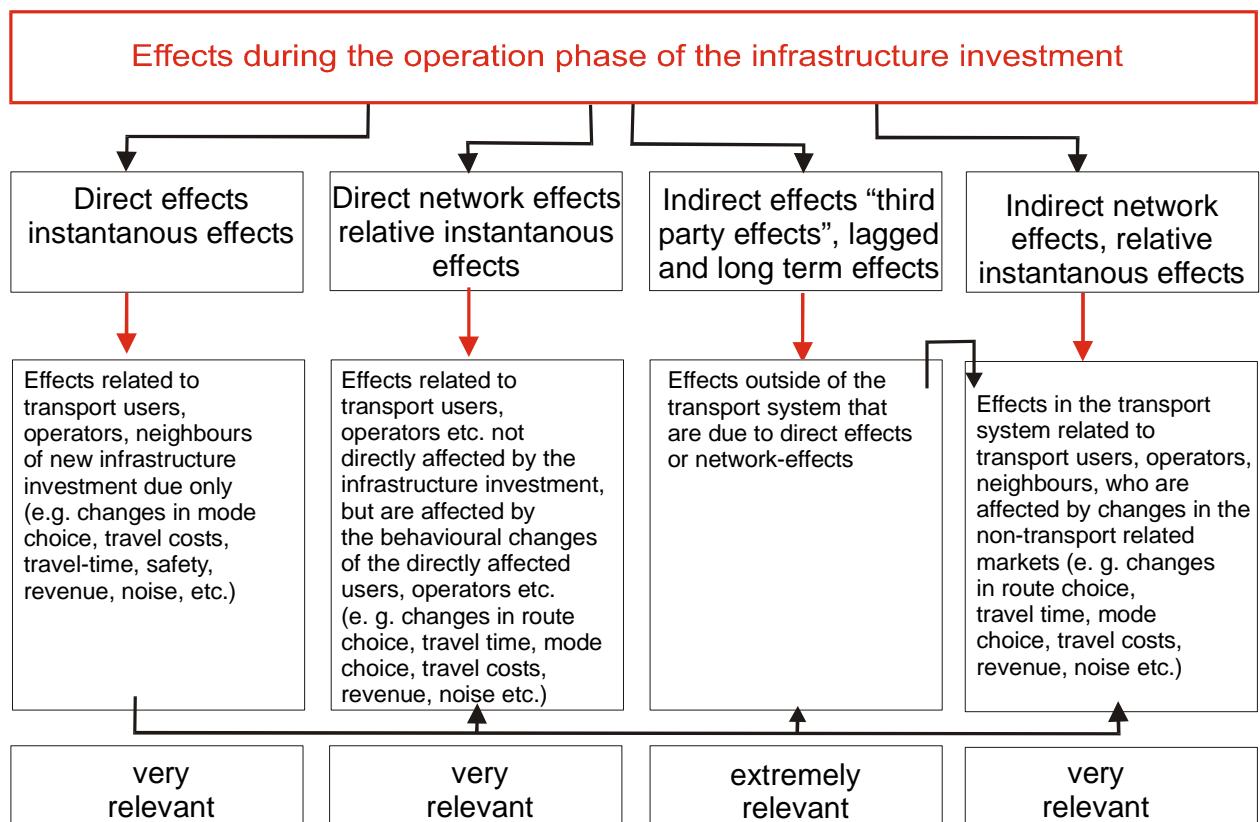 Effects during the operation phase of the infrastructure investment
Direct effects
instantanous effects
Direct network effects
relative instantanous
effects
Indirect effects “third
party effects”, lagged
and long term effects
Indirect network
effects, relative
instantanous effects
Effects related to
transport users,
operators, neighbours
of new infrastructure
investment due only
(e.g. changes in mode
choice, travel costs,
travel-time, safety,
revenue, noise, etc.)
Effects related to
transport users,
operators etc. not
directly affected by the
infrastructure investment,
but are affected by
the behavioural changes
of the directly affected
users, operators etc.
(e. g. changes in route
choice, travel time, mode
choice, travel costs,
revenue, noise etc.)
Effects outside of the
transport system that
are due to direct effects
or network-effects
Effects in the transport
system related to
transport users, operators,
neighbours, who are
affected by changes in the
non-transport related
markets (e. g. changes
in route choice,
travel time, mode
choice, travel costs,
revenue, noise etc.)
very
relevant
very
relevant
extremely
relevant
very
relevant